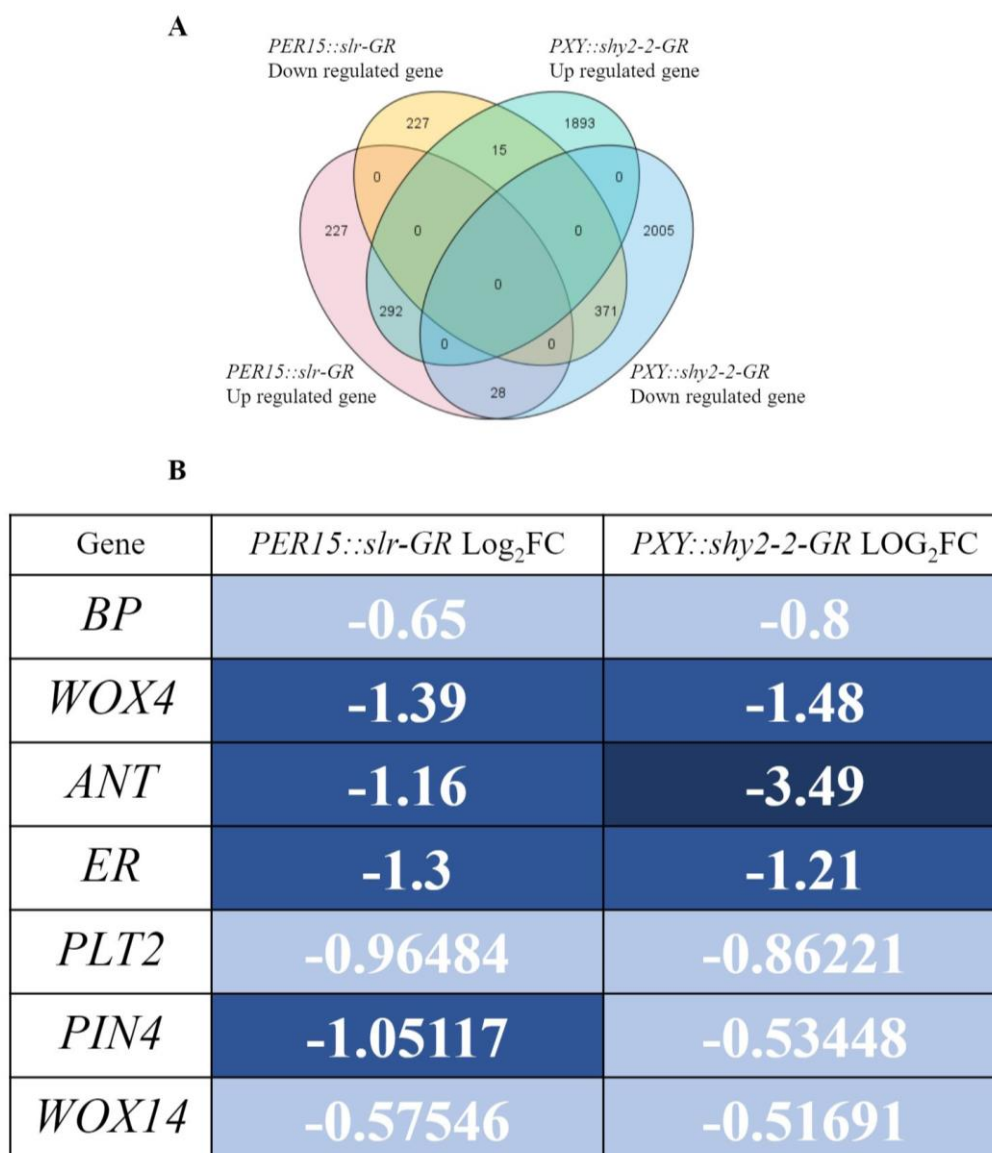 A
PER15::slr-GR
Down regulated gene
PXY::shy2-2-GR
Up regulated gene
227
1893
15
0
0
227
0
0
2005
0
292
371
0
0
PER15::slr-GR
Up regulated gene
28
PXY::shy2-2-GR
Down regulated gene
B
Gene PER15::slr-GR Log₂FC PXY::shy2-2-GR LOG₂FC
BP -0.65 -0.8
WOX4 -1.39 -1.48
ANT -1.16 -3.49
ER -1.3 -1.21
PLT2 -0.96484 -0.86221
PIN4 -1.05117 -0.53448
WOX14 -0.57546 -0.51691